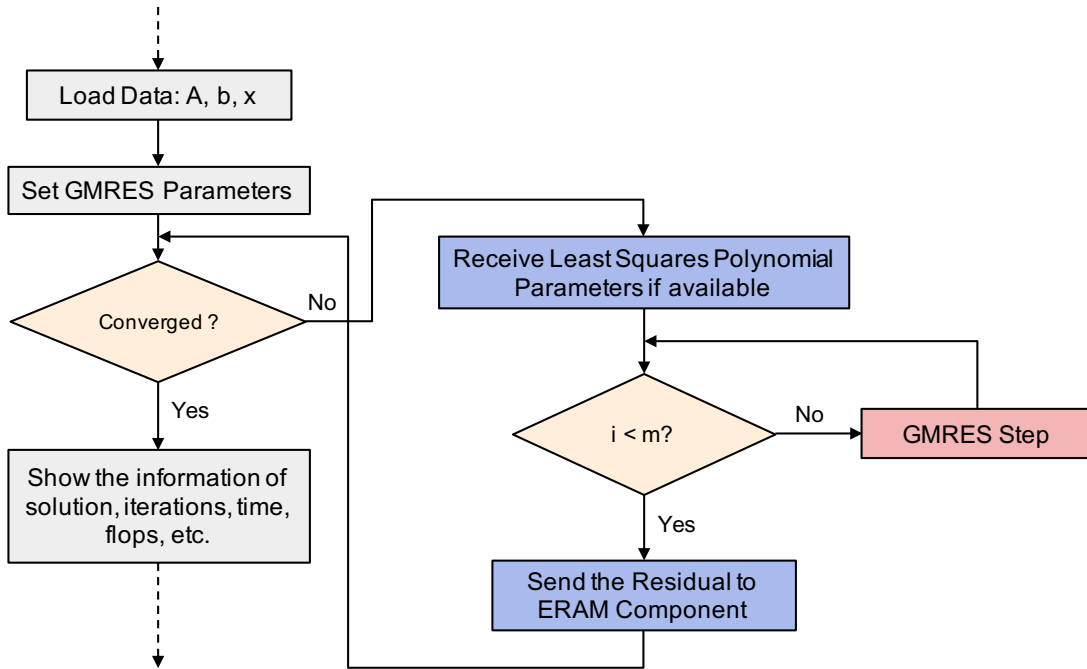 Load Data: A, b, x
Set GMRES Parameters
Converged ?
No
Yes
Show the information of
solution, iterations, time,
flops, etc.
Receive Least Squares Polynomial
Parameters if available
i < m?
No
GMRES Step
Yes
Send the Residual to
ERAM Component